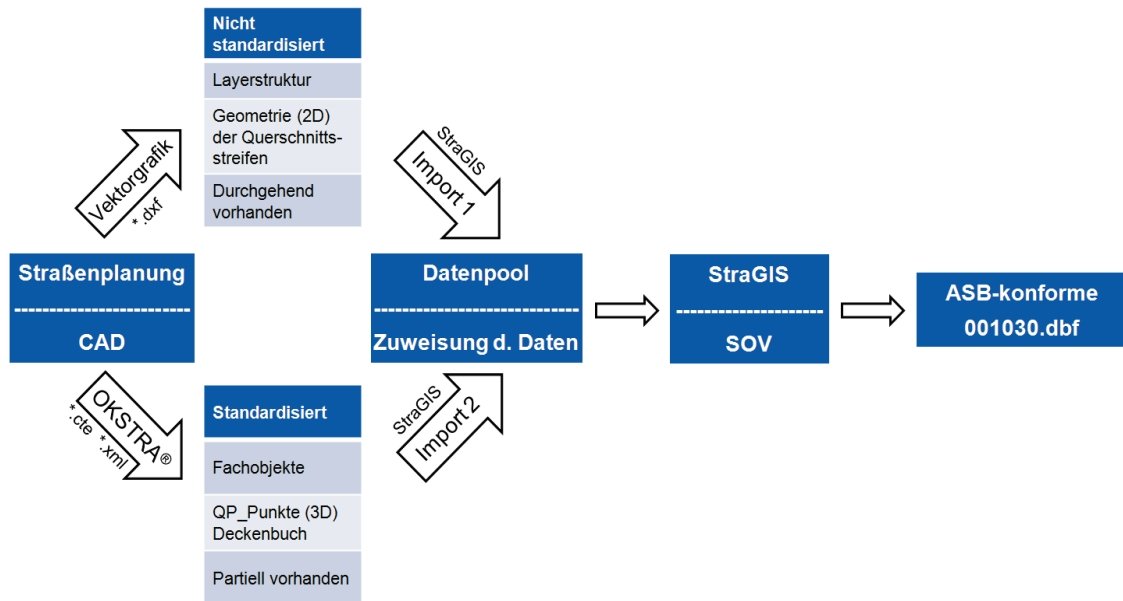 Nicht
standardisiert
Layerstruktur
Geometrie (2D)
der Querschnitts-
streifen
Durchgehend
vorhanden
Vektorgrafik
*.dxf
StraGIS
Import 1
Straßenplanung
CAD
Datenpool
Zuweisung d. Daten
StraGIS
SOV
ASB-konforme
001030.dbf
OKSTRA®
*.cte *.xml
Standardisiert
Fachobjekte
QP_Punkte (3D)
Deckenbuch
Partiell vorhanden
StraGIS
Import 2